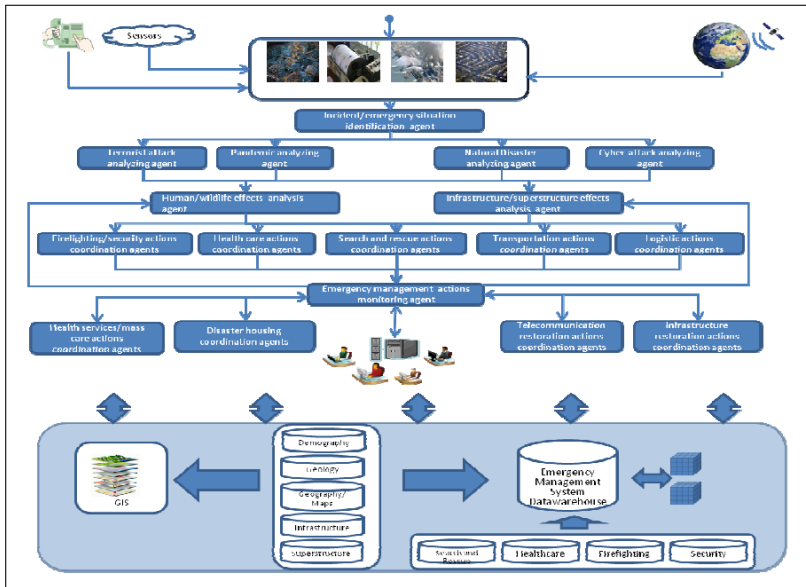 Sensors
Incident/emergency situation
identification agent
Terrorist attack
analyzing agent
Pandemic analyzing
agent
Natural Disaster
analyzing agent
Cyber attack analyzing
agent
Human/wildlife effects analysis
agent
Infrastructure/superstructure effects
analysis agent
Firefighting/security actions
coordination agents
Health care actions
coordination agents
Search and rescue actions
coordination agents
Transportation actions
coordination agents
Logistic actions
coordination agents
Emergency management actions
monitoring agent
Health services/mass
care actions
coordination agents
Disaster housing
coordination agents
Telecommunication
restoration actions
coordination agents
Infrastructure
restoration actions
coordination agents
GIS
Demography
Geology
Geography/
Maps
Infrastructure
Superstructure
Emergency
Management
System
Datawarehouse
Search and
Rescue
Healthcare
Firefighting
Security